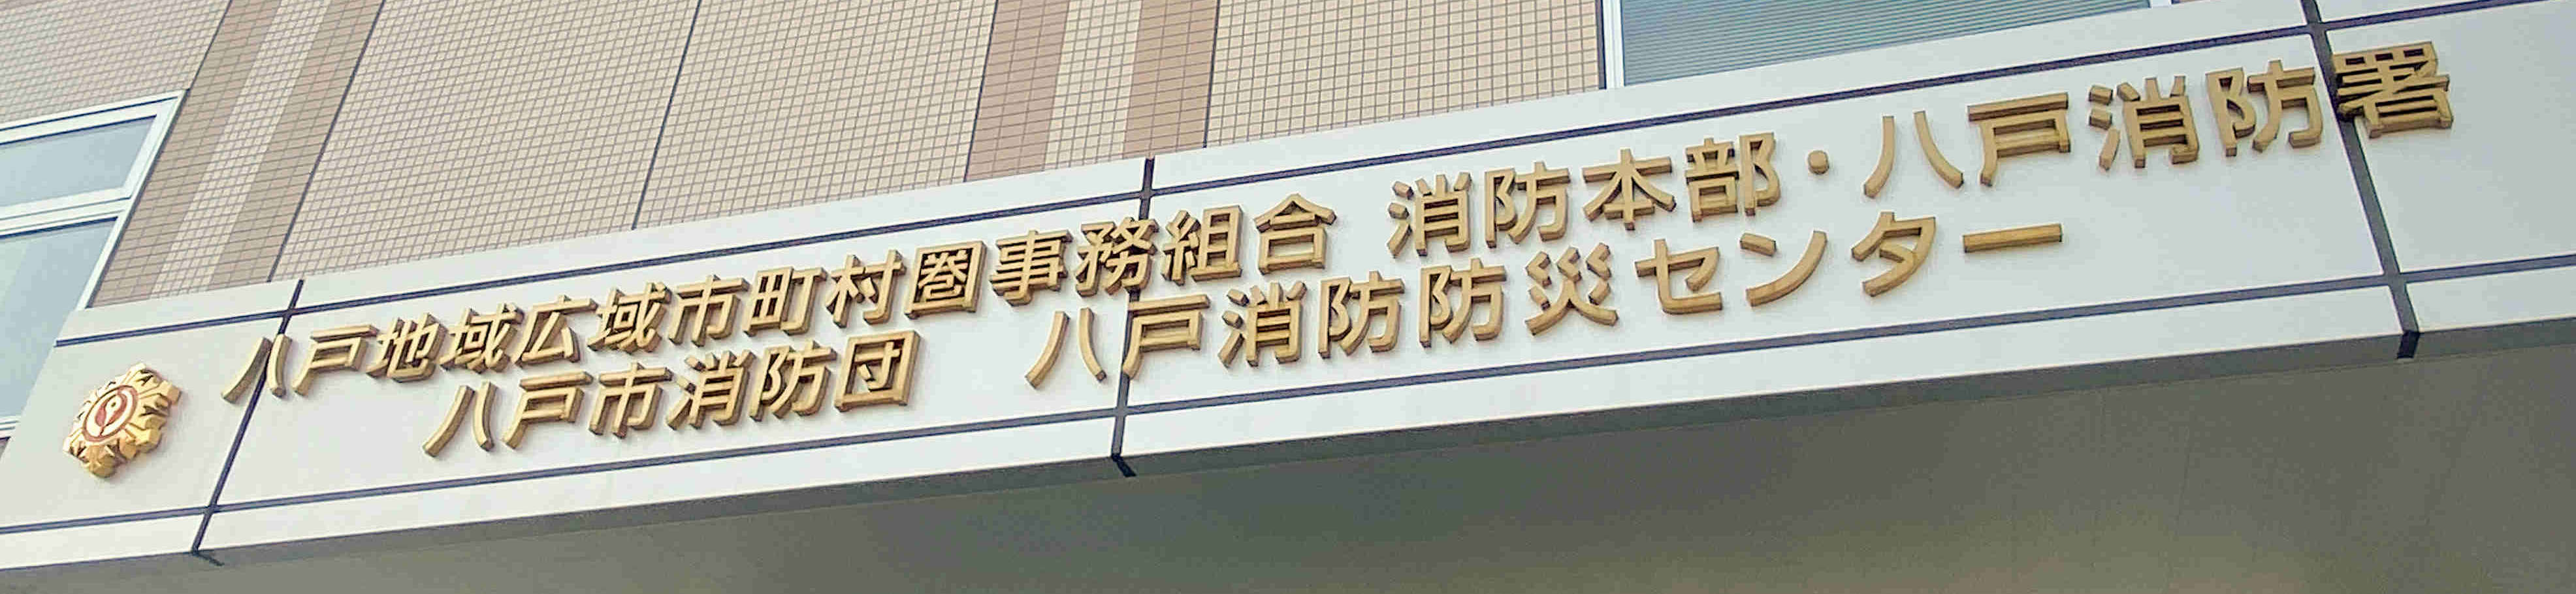 八戸地域広域市町村圏事務組合 消防本部・八戸消防署
八戸市消防団 八戸消防防災センター